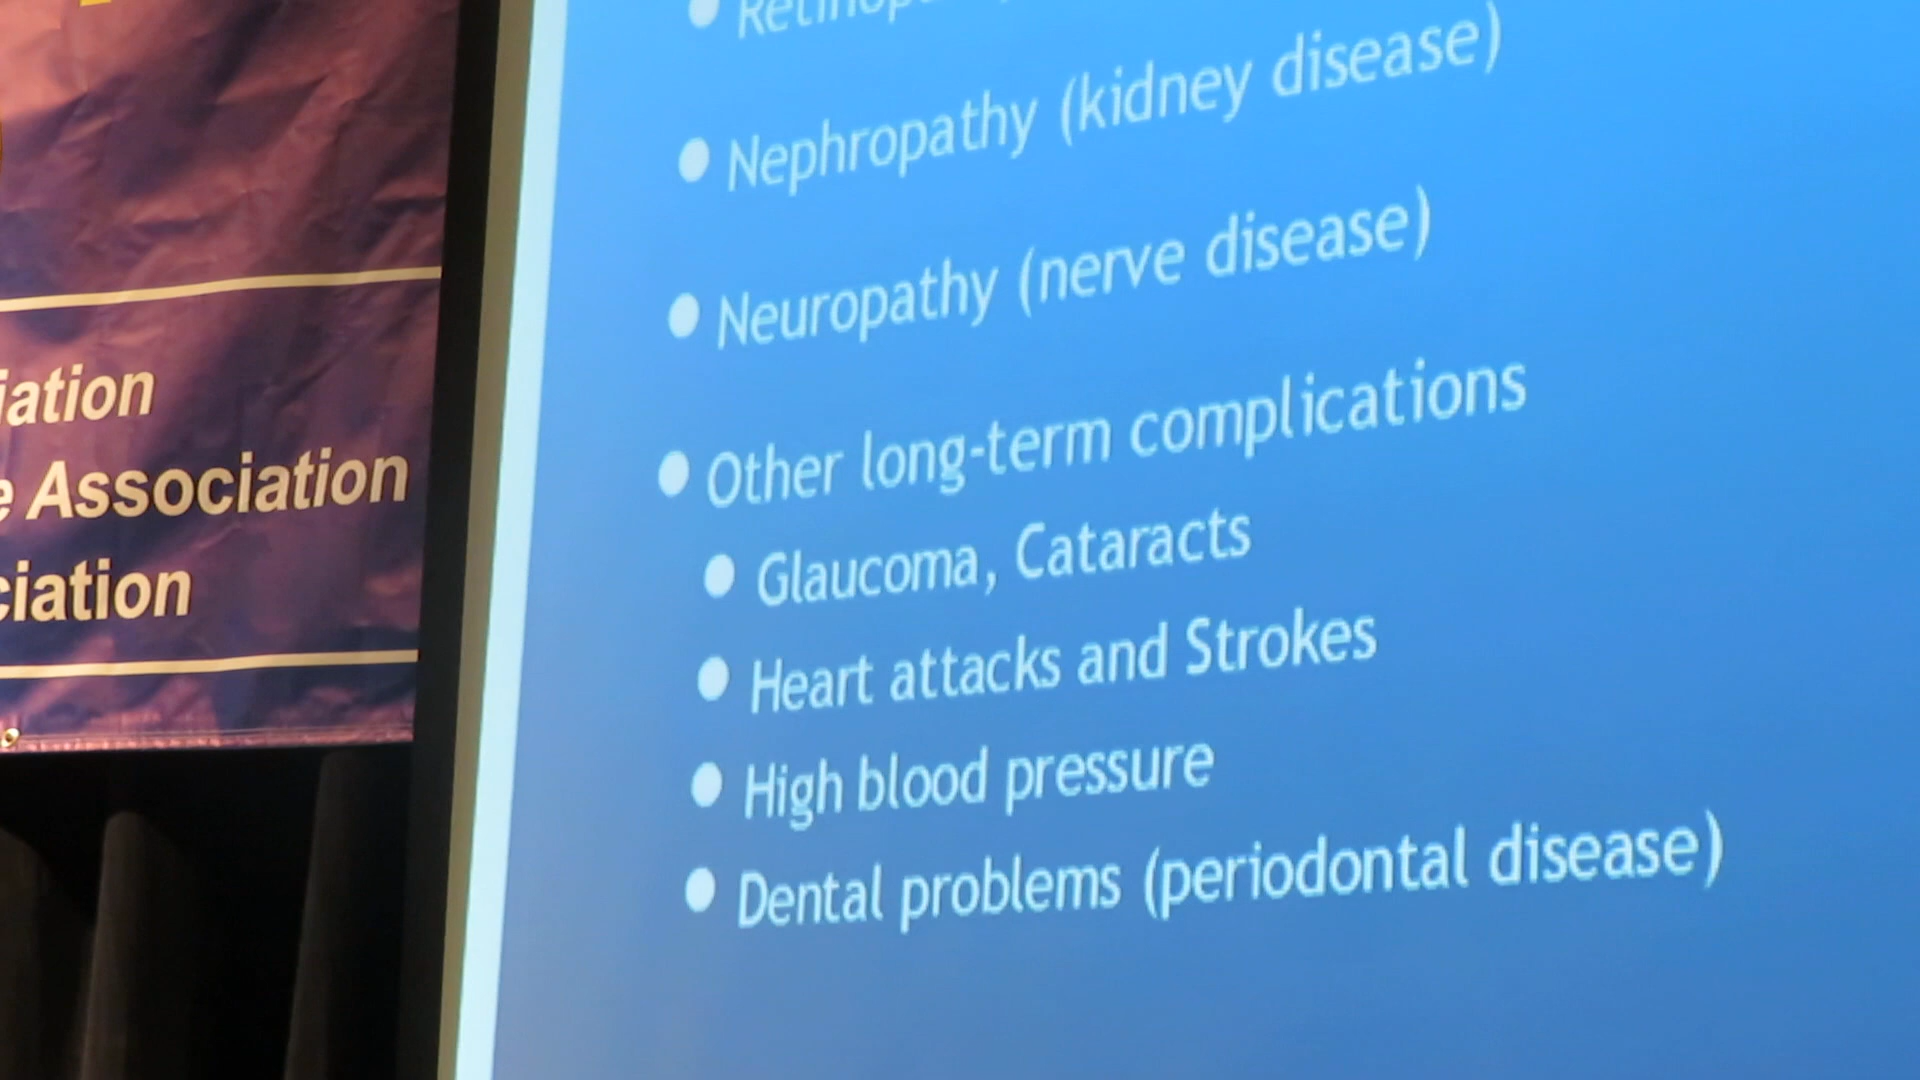 iation
e Association
ciation
• Nephropathy (kidney disease)
• Neuropathy (nerve disease)
• Other long-term complications
• Glaucoma, Cataracts
• Heart attacks and Strokes
• High blood pressure
• Dental problems (periodontal disease)